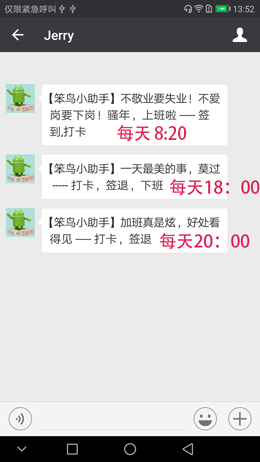 仅限紧急呼叫
13:52
Jerry
【笨鸟小助手】不敬业要失业！不爱
岗要下岗！骚年，上班啦 ----- 签
到,打卡
每天 8:20
【笨鸟小助手】一天最美的事，莫过
----- 打卡，签退，下班
每天18：00
【笨鸟小助手】加班真是炫，好处看
得见 ----- 打卡，签退
每天20：00